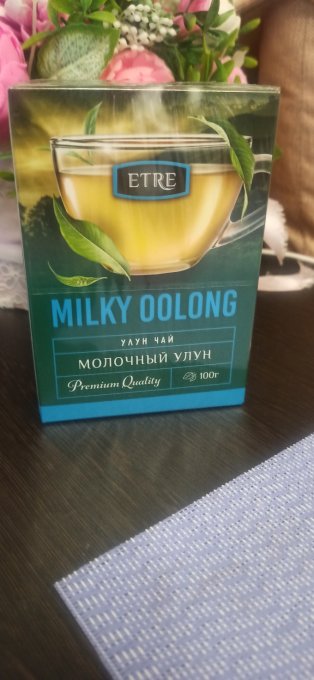 ETRE
MILKY OOLONG
УЛУН ЧАЙ
МОЛОЧНЫЙ УЛУН
Premium Quality
100г